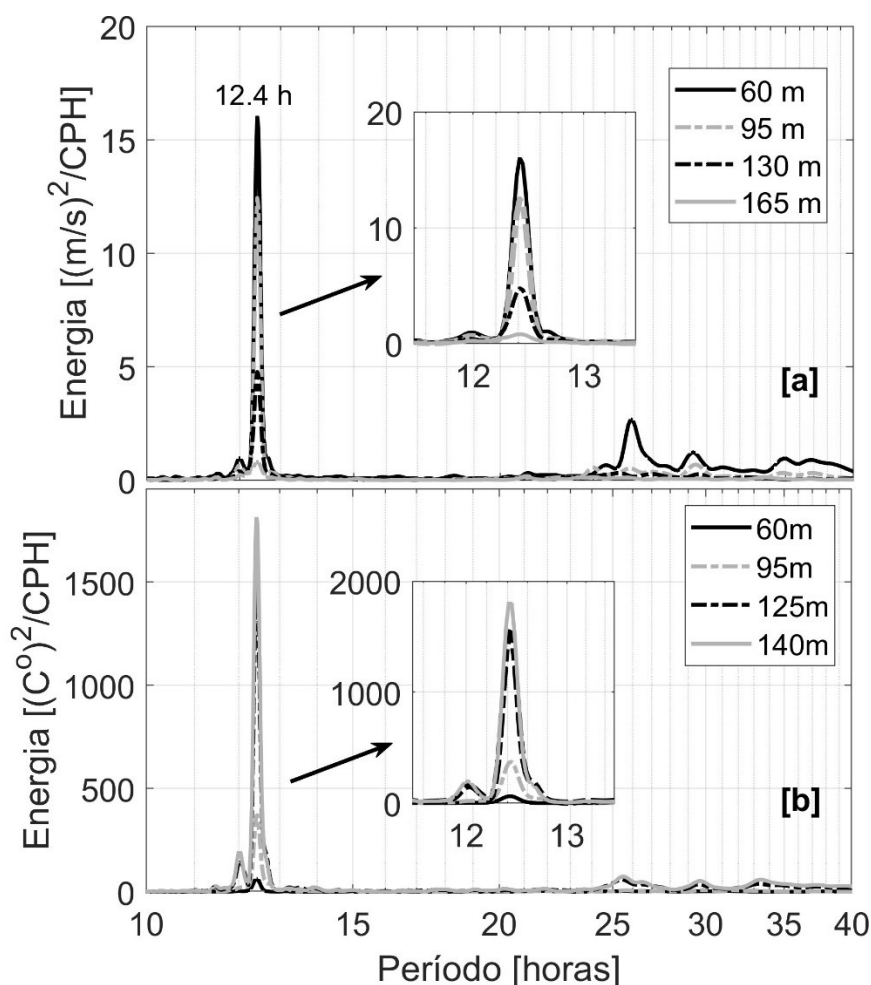 20
15
10
5
0
Energia [(m/s)²/CPH]
12.4 h
20
10
0
12 13
60 m
95 m
130 m
165 m
[a]
1500
1000
500
0
Energia [(Cº)²/CPH]
2000
1000
0
12 13
60m
95m
125m
140m
[b]
10 15 20 25 30 35 40
Período [horas]